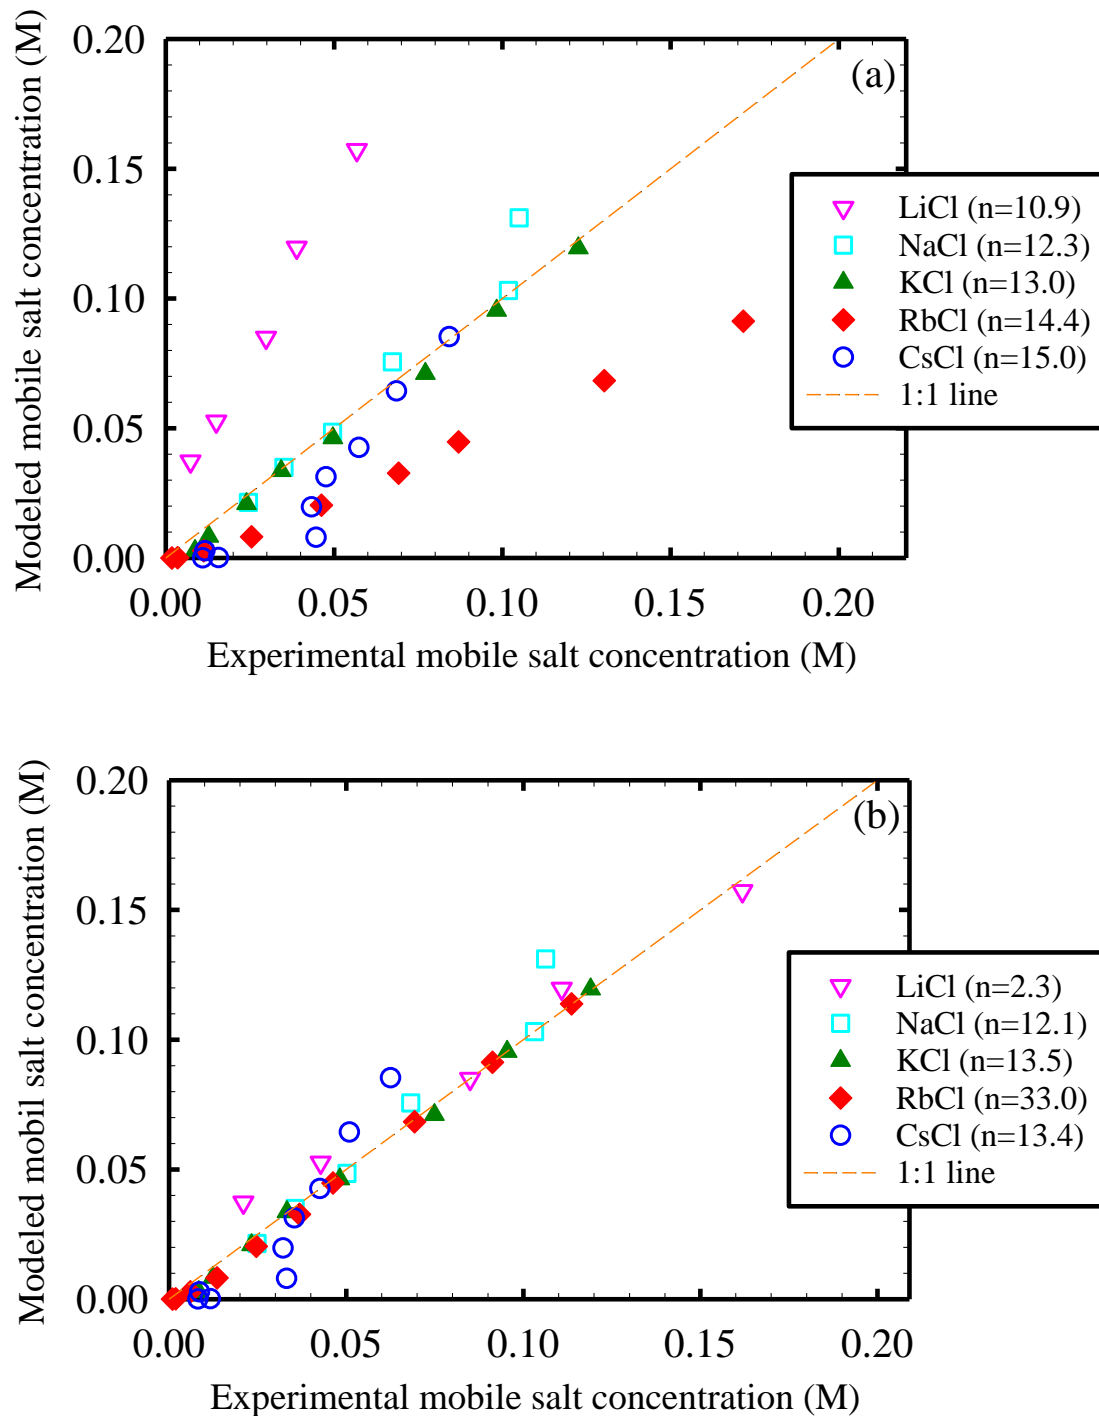 Modeled mobile salt concentration (M)
0.20
0.15
0.10
0.05
0.00
(a)
LiCl (n=10.9)
NaCl (n=12.3)
KCl (n=13.0)
RbCl (n=14.4)
CsCl (n=15.0)
1:1 line
0.00 0.05 0.10 0.15 0.20
Experimental mobile salt concentration (M)
Modeled mobil salt concentration (M)
0.20
0.15
0.10
0.05
0.00
(b)
LiCl (n=2.3)
NaCl (n=12.1)
KCl (n=13.5)
RbCl (n=33.0)
CsCl (n=13.4)
1:1 line
0.00 0.05 0.10 0.15 0.20
Experimental mobile salt concentration (M)